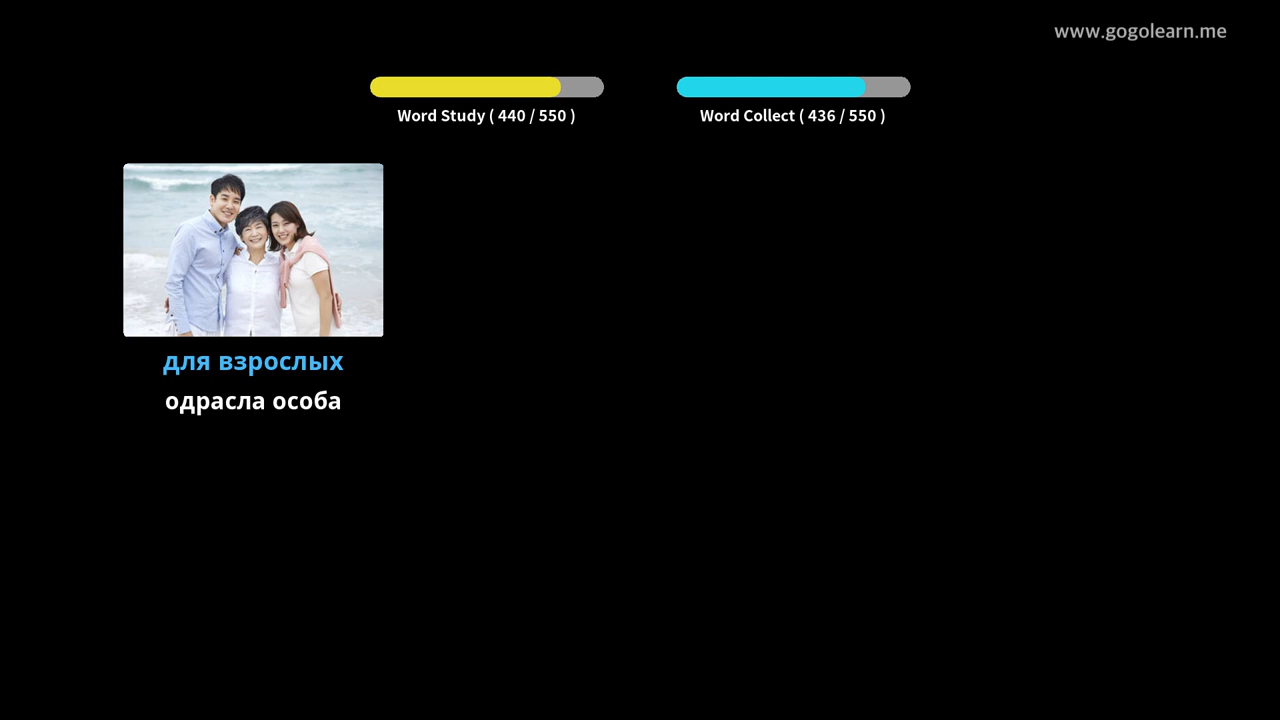 www.gogolearn.me
Word Study ( 440 / 550 )
Word Collect ( 436 / 550 )
для взрослых
одрасла особа